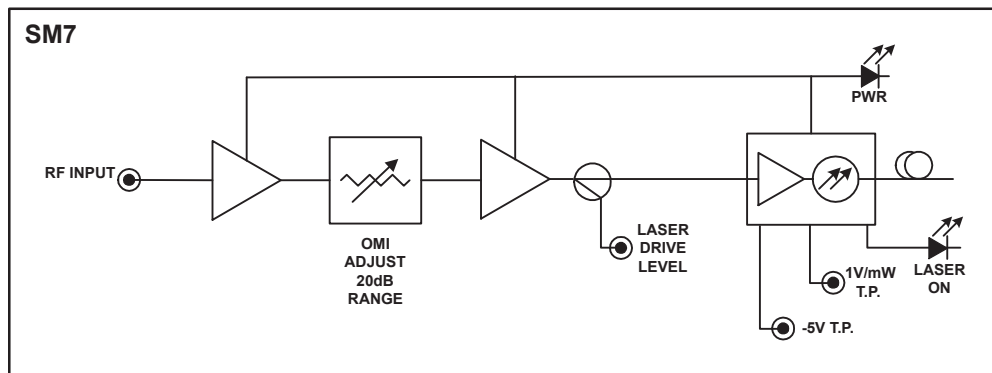 SM7
PWR
RF INPUT
OMI
ADJUST
20dB
RANGE
LASER
DRIVE
LEVEL
1V/mW
T.P.
LASER
ON
-5V T.P.